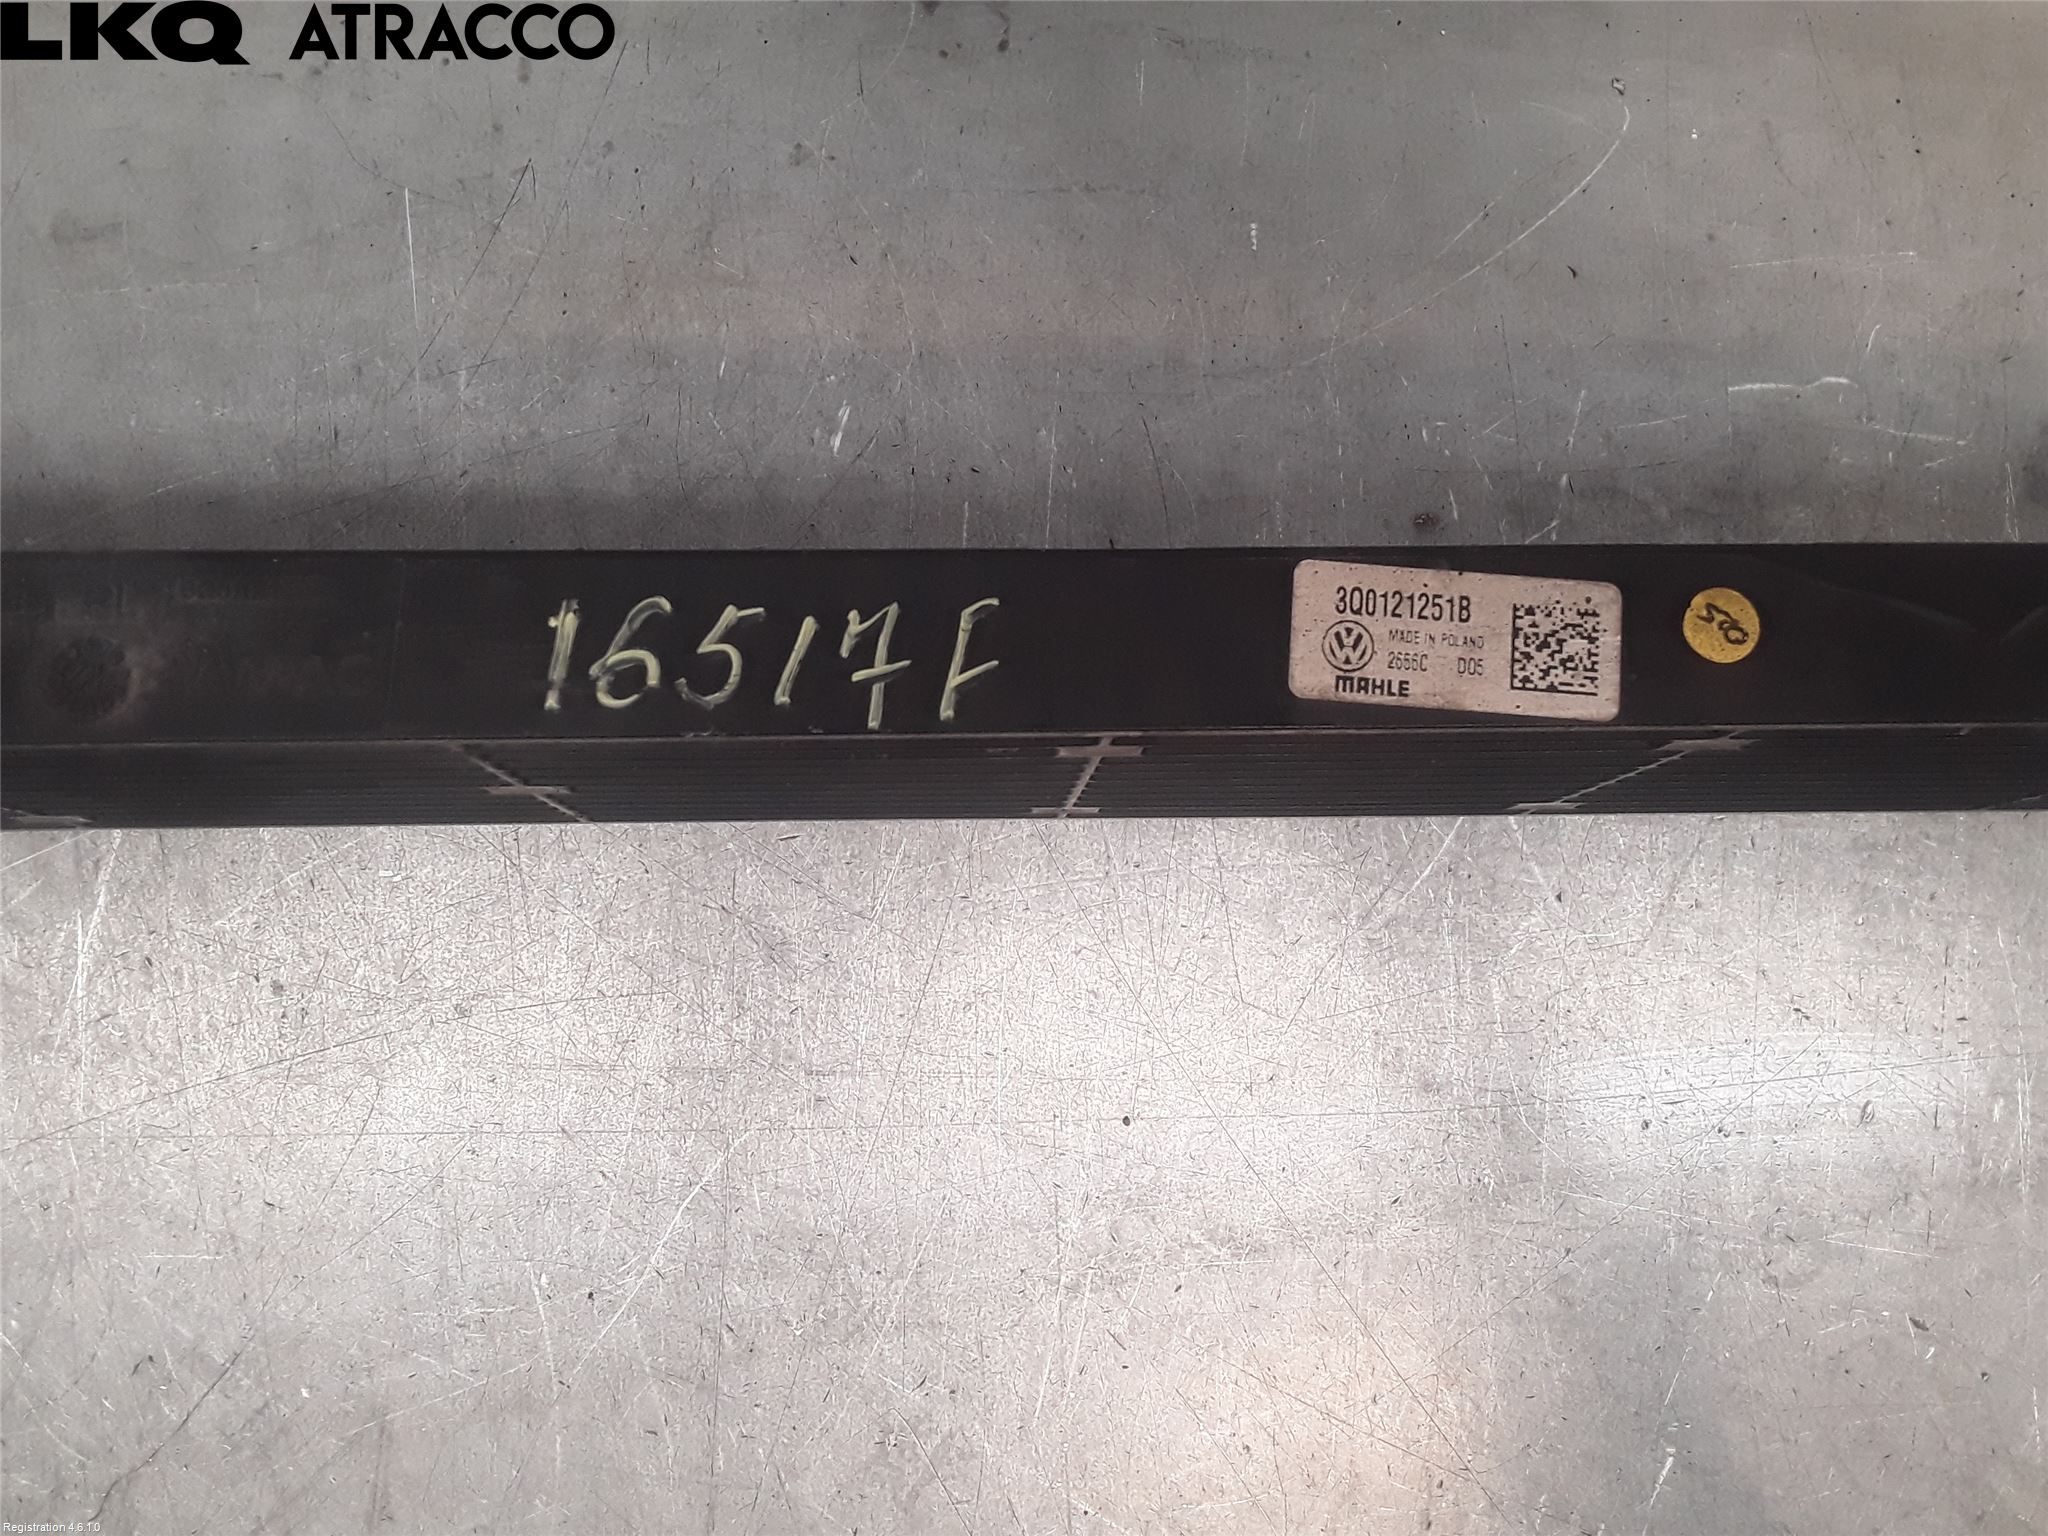 LKQ ATRACCO
16517F
3Q0121251B
MADE IN POLAND
2656C D05
MAHLE
Registration 4.6.1.0